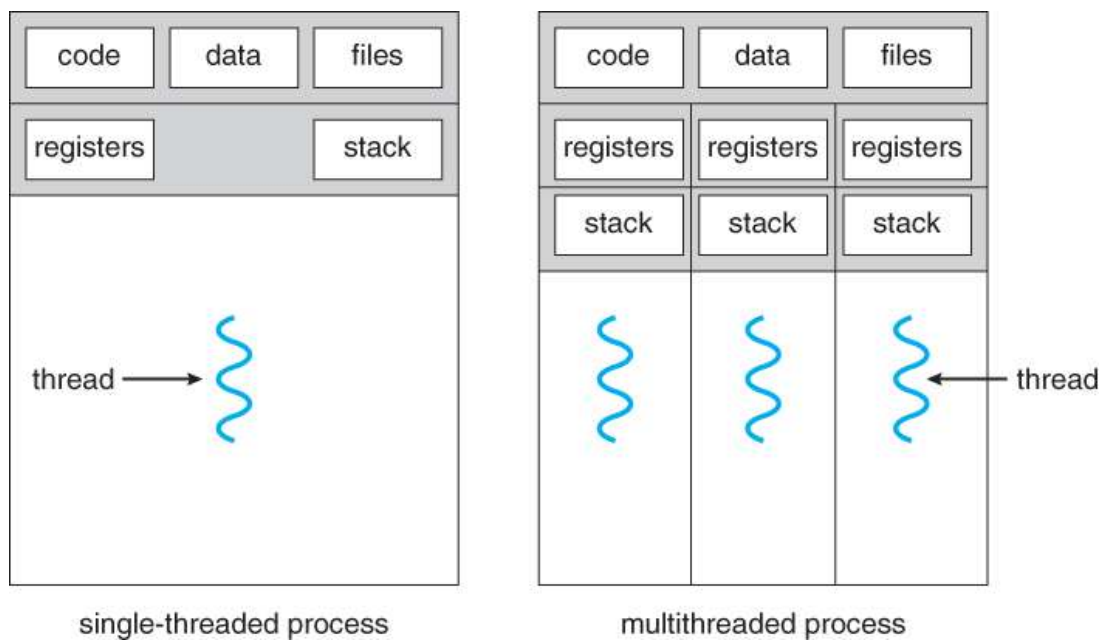 code data files
registers stack
thread
single-threaded process
code data files
registers registers registers
stack stack stack
thread
multithreaded process